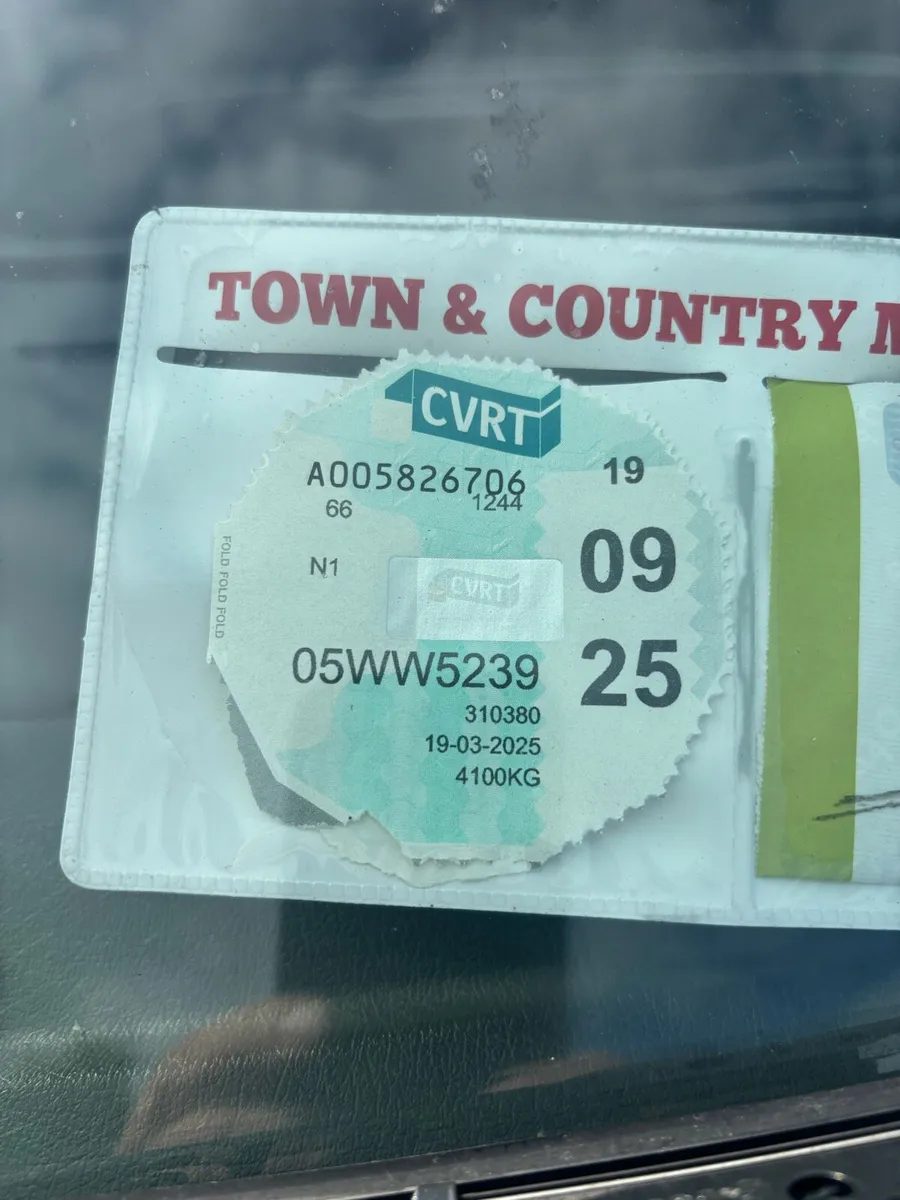 TOWN & COUNTRY
CVRT
A005826706
66 1244
19
N1
09
CVRT
FOLD FOLD FOLD
05WW5239
25
310380
19-03-2025
4100KG